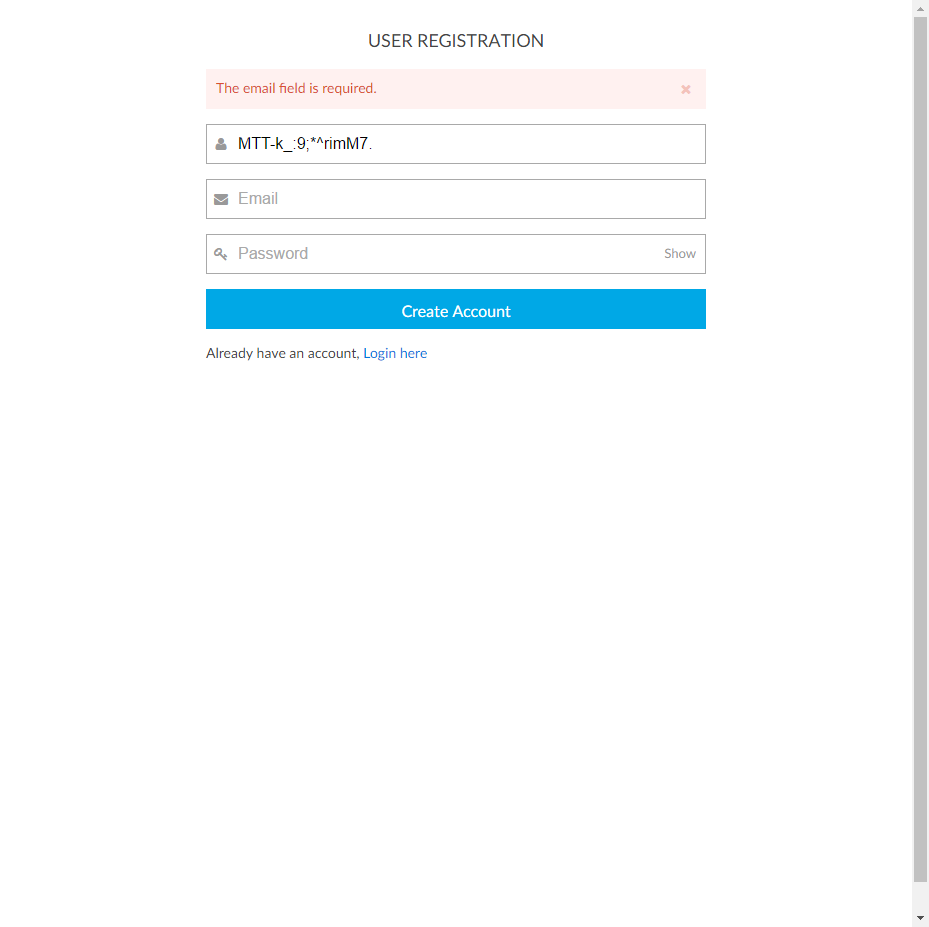 USER REGISTRATION
The email field is required.
MTT-k_:9;*^rimM7.
Email
Password Show
Create Account
Already have an account, Login here